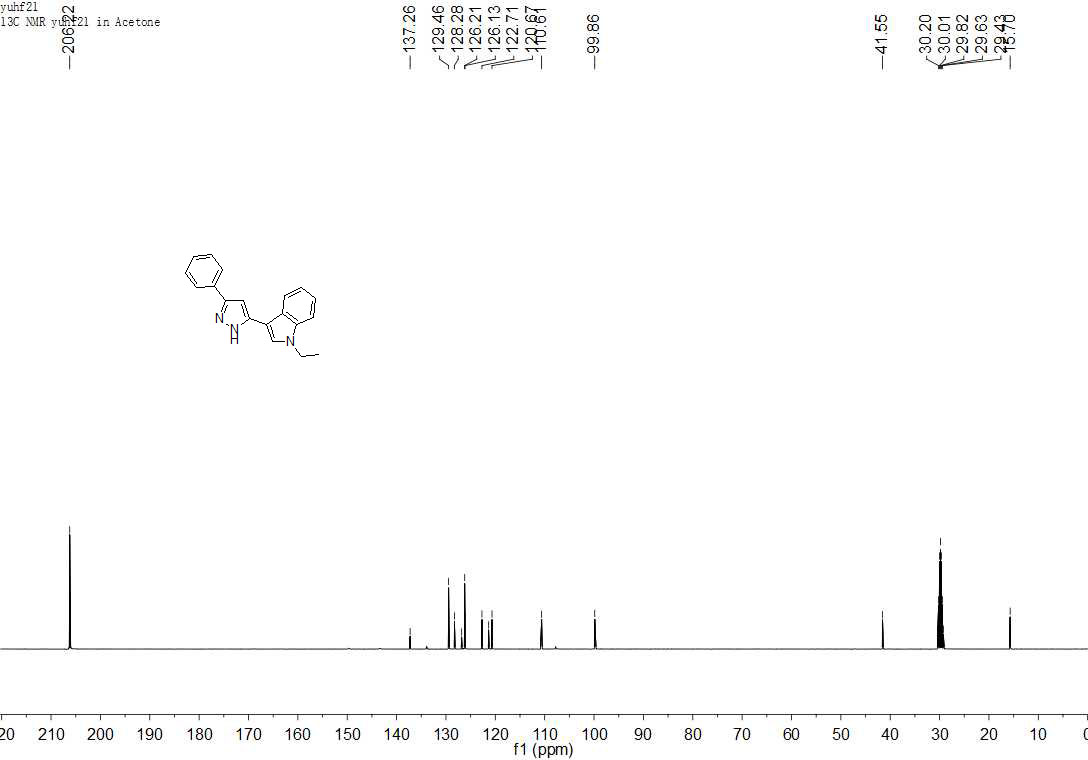 yuhf21
13C NMR yuhf21 in Acetone
206.22
137.26
129.46
128.28
126.21
126.13
122.71
120.67
110.61
99.86
41.55
30.20
30.01
29.82
29.63
29.43
15.70
N
N
H
N
20 210 200 190 180 170 160 150 140 130 120 110 100 90 80 70 60 50 40 30 20 10 0
f1 (ppm)